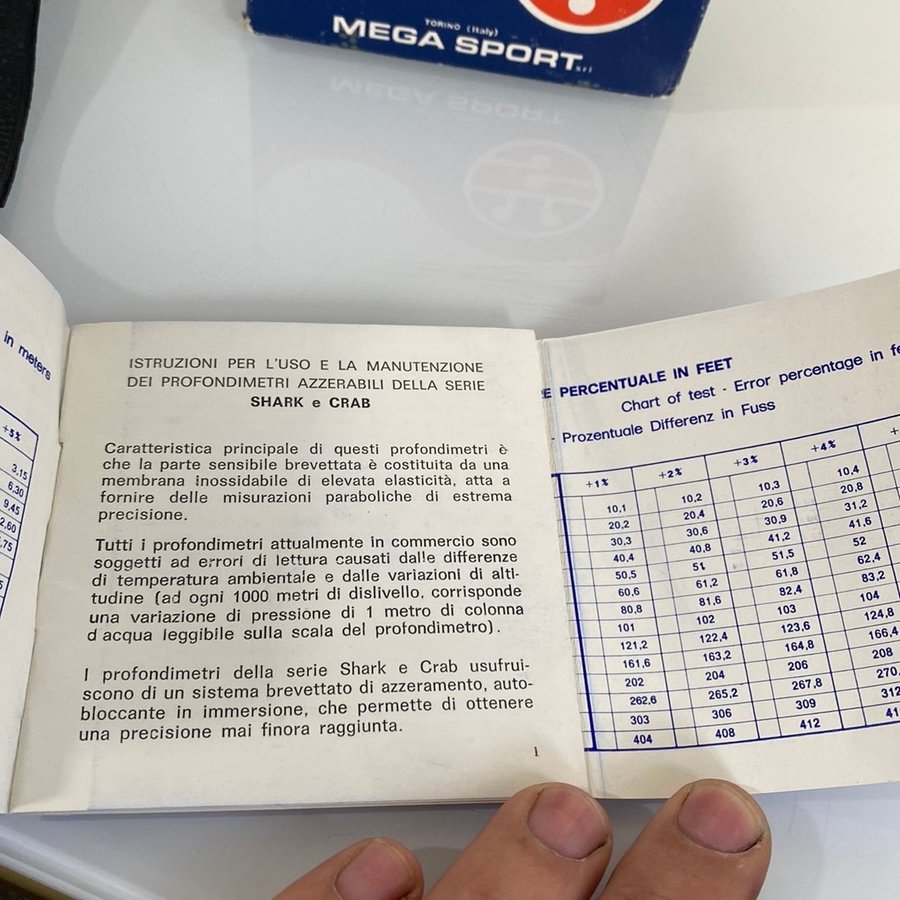 TORINO (Italy)
MEGA SPORT srl
in meters
+5%
3,15
6,30
9,45
2,60
,75
ISTRUZIONI PER L'USO E LA MANUTENZIONE
DEI PROFONDIMETRI AZZERABILI DELLA SERIE
SHARK e CRAB
Caratteristica principale di questi profondimetri è
che la parte sensibile brevettata è costituita da una
membrana inossidabile di elevata elasticità, atta a
fornire delle misurazioni paraboliche di estrema
precisione.
Tutti i profondimetri attualmente in commercio sono
soggetti ad errori di lettura causati dalle differenze
di temperatura ambientale e dalle variazioni di alti-
tudine (ad ogni 1000 metri di dislivello, corrisponde
una variazione di pressione di 1 metro di colonna
d'acqua leggibile sulla scala del profondimetro).
I profondimetri della serie Shark e Crab usufrui-
scono di un sistema brevettato di azzeramento, auto-
bloccante in immersione, che permette di ottenere
una precisione mai finora raggiunta.
1
PERCENTUALE IN FEET
Chart of test - Error percentage in
Prozentuale Differenz in Fuss
+1% +2% +3% +4%
10,1 10,2 10,3 10,4
20,2 20,4 20,6 20,8
30,3 30,6 30,9 31,2
40,4 40,8 41,2 41,6
50,5 51 51,5 52
60,6 61,2 61,8 62,4
80,8 81,6 82,4 83,2
101 102 103 104
121,2 122,4 123,6 124,8
161,6 163,2 164,8 166,4
202 204 206 208
262,6 265,2 267,8 270,
303 306 309 312
404 408 412 41